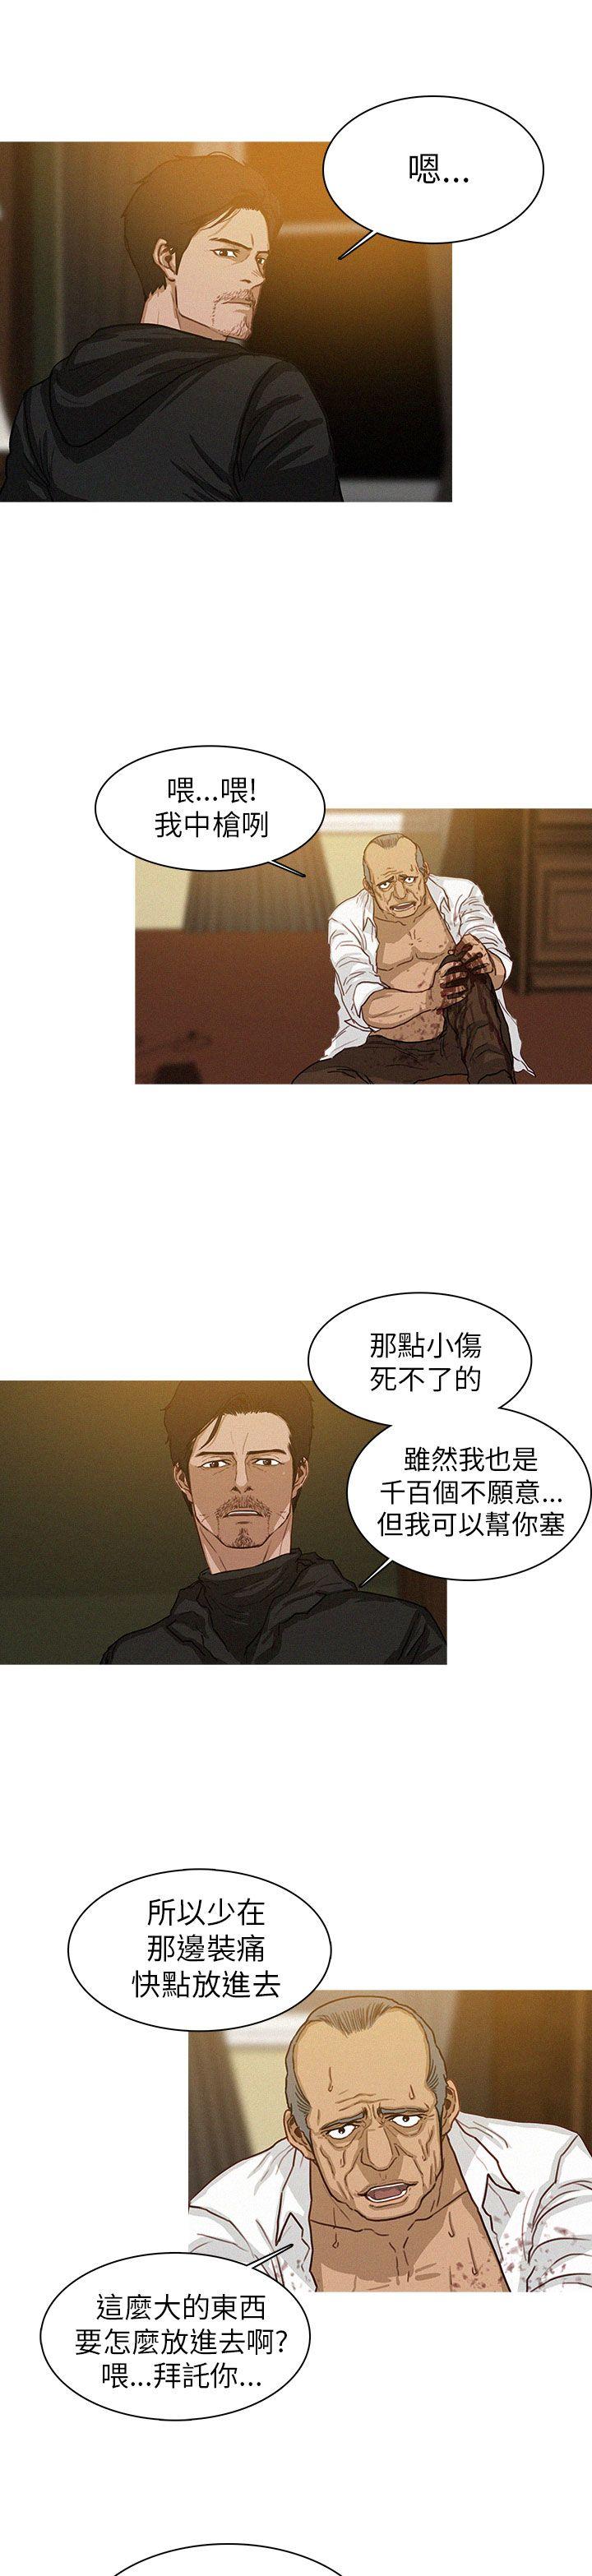 嗯...
喂...喂!
我中槍咧
那點小傷
死不了的
雖然我也是
千百個不願意...
但我可以幫你塞
所以少在
那邊裝痛
快點放進去
這麼大的東西
要怎麼放進去啊?
喂...拜託你...